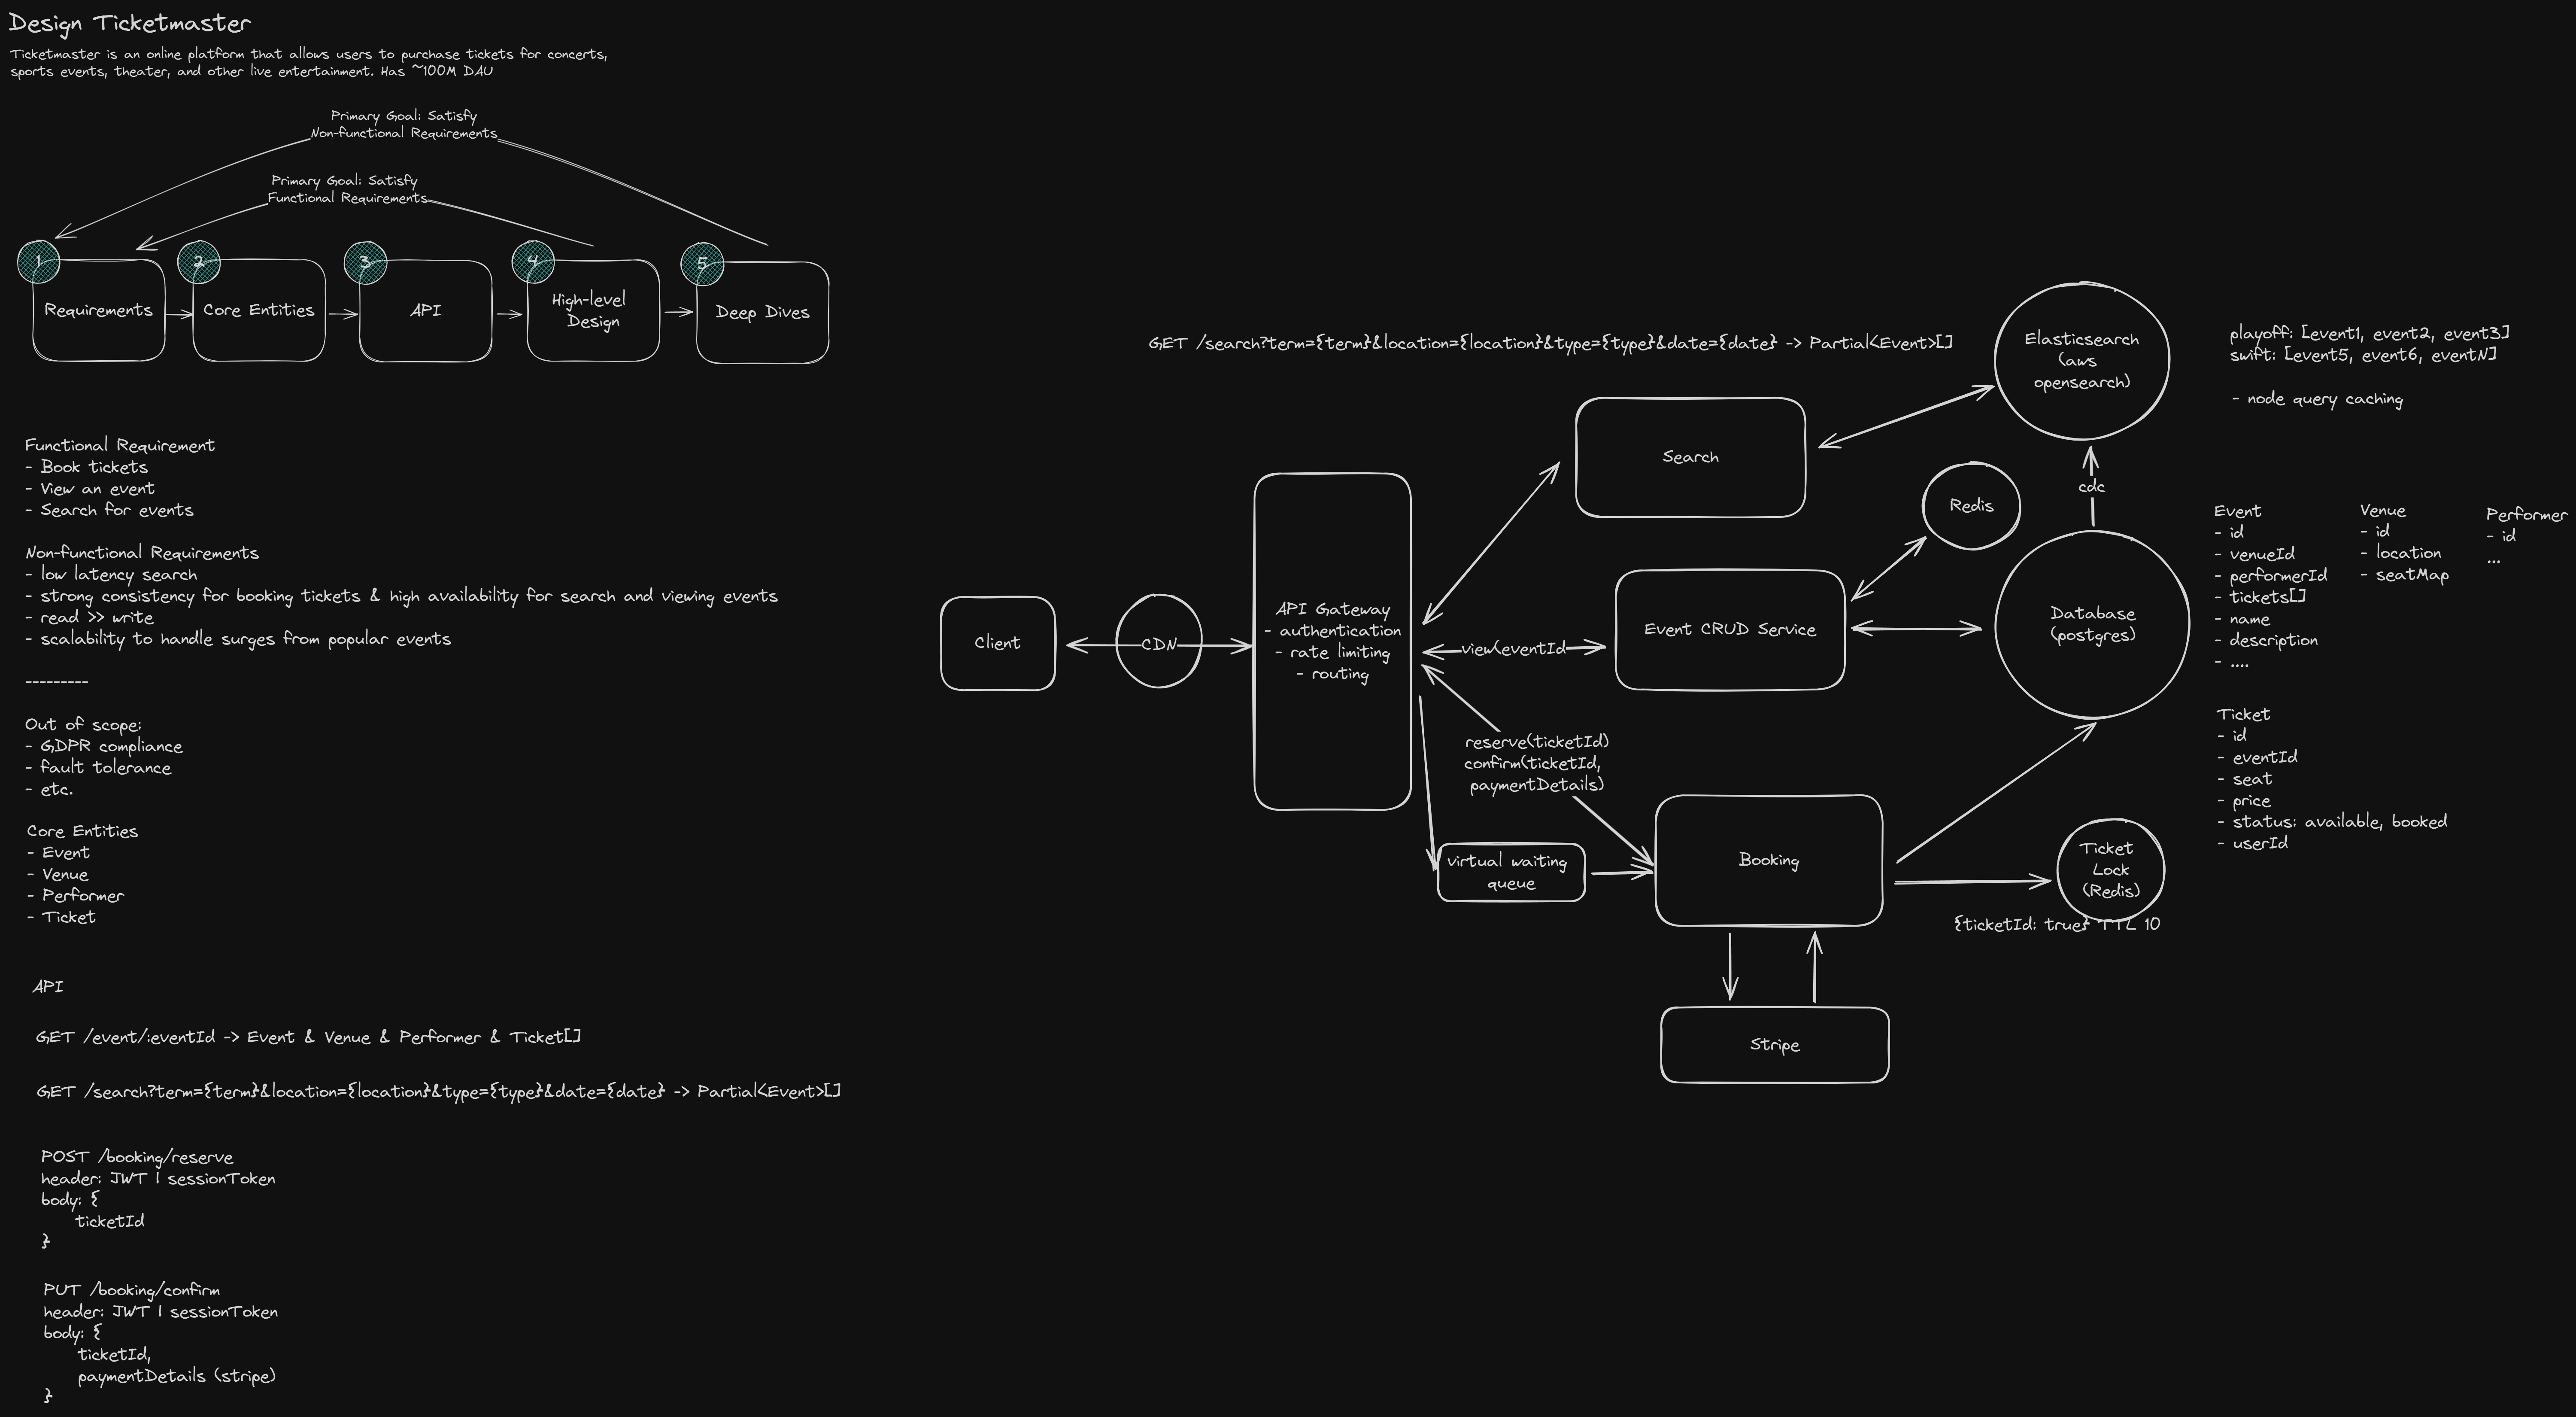 Design Ticketmaster
Ticketmaster is an online platform that allows users to purchase tickets for concerts,
sports events, theater, and other live entertainment. Has ~100M DAU
Primary Goal: Satisfy
Non-functional Requirements
Primary Goal: Satisfy
Functional Requirements
1
Requirements
2
Core Entities
3
API
4
High-level
Design
5
Deep Dives
Functional Requirement
- Book tickets
- View an event
- Search for events
Non-functional Requirements
- low latency search
- strong consistency for booking tickets & high availability for search and viewing events
- read >> write
- scalability to handle surges from popular events
---------
Out of scope:
- GDPR compliance
- fault tolerance
- etc.
Core Entities
- Event
- Venue
- Performer
- Ticket
API
GET /event/:eventId -> Event & Venue & Performer & Ticket[]
GET /search?term={term}&location={location}&type={type}&date={date} -> Partial<Event>[]
POST /booking/reserve
header: JWT | sessionToken
body: {
ticketId
}
PUT /booking/confirm
header: JWT | sessionToken
body: {
ticketId,
paymentDetails (stripe)
}
GET /search?term={term}&location={location}&type={type}&date={date} -> Partial<Event>[]
Client
CDN
API Gateway
- authentication
- rate limiting
- routing
Search
view(eventId
Event CRUD Service
reserve(ticketId)
confirm(ticketId,
paymentDetails)
virtual waiting
queue
Booking
Stripe
Elasticsearch
(aws
opensearch)
playoff: [event1, event2, event3]
swift: [event5, event6, eventN]
- node query caching
Redis
cdc
Database
(postgres)
Event
- id
- venueId
- performerId
- tickets[]
- name
- description
- ....
Venue
- id
- location
- seatMap
Performer
- id
...
Ticket
- id
- eventId
- seat
- price
- status: available, booked
- userId
Ticket
Lock
(Redis)
{ticketId: true} TTL 10